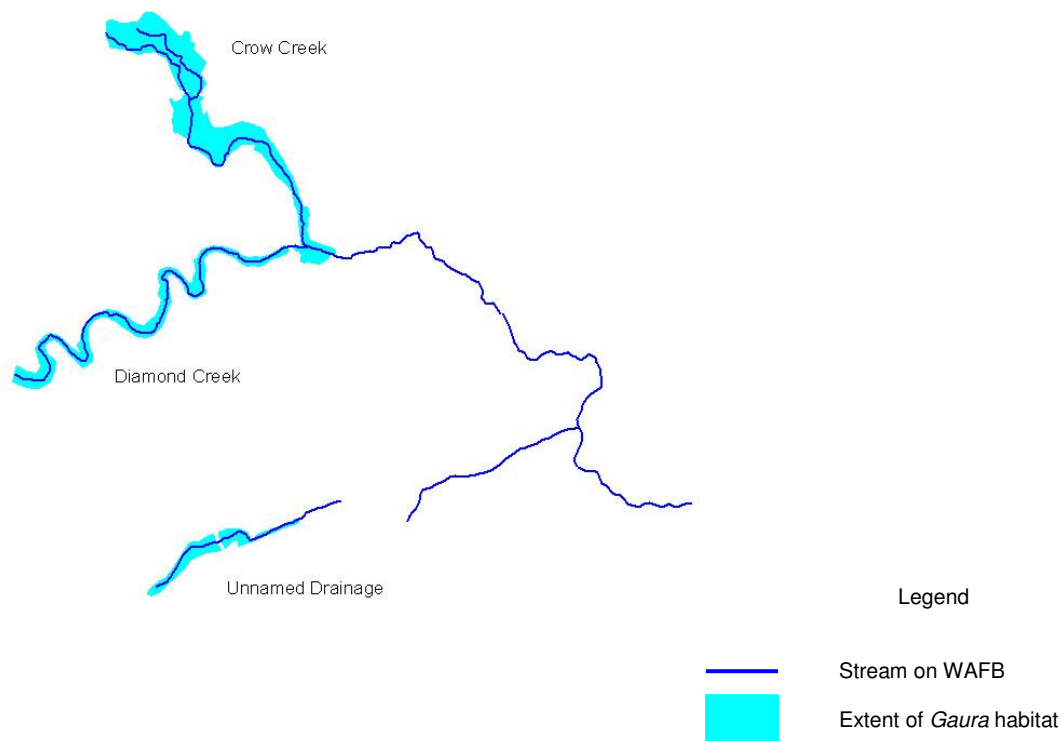 Crow Creek
Diamond Creek
Unnamed Drainage
Legend
Stream on WAFB
Extent of Gaura habitat